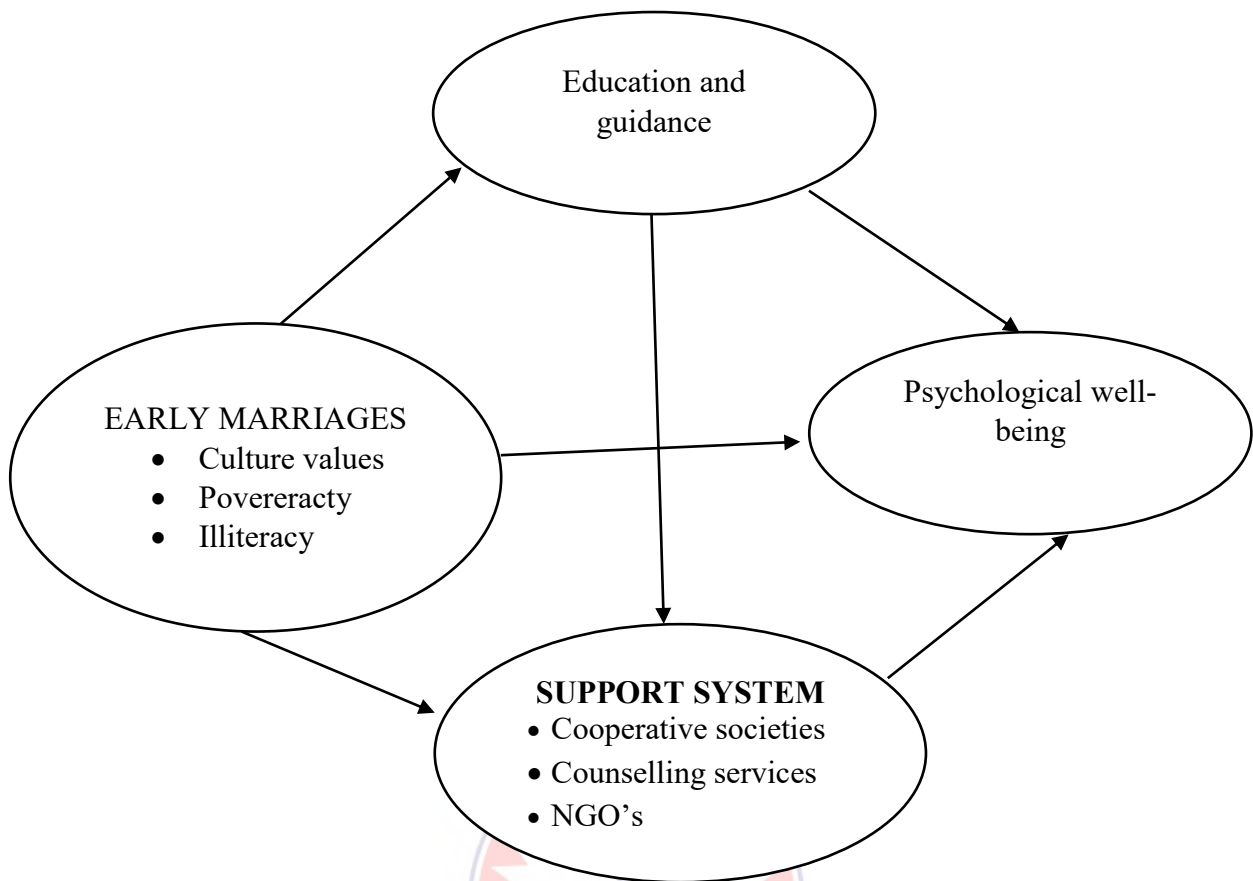 Education and
guidance
EARLY MARRIAGES
• Culture values
• Povereracty
• Illiteracy
Psychological well-
being
SUPPORT SYSTEM
• Cooperative societies
• Counselling services
• NGO’s